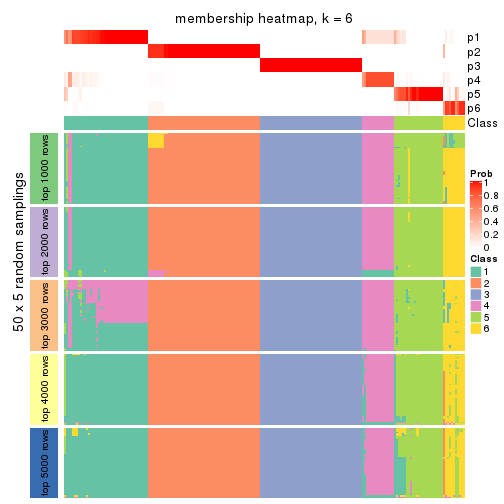 membership heatmap, k = 6
p1
p2
p3
p4
p5
p6
Class
50 x 5 random samplings
top 1000 rows
top 2000 rows
top 3000 rows
top 4000 rows
top 5000 rows
Prob
1
0.8
0.6
0.4
0.2
0
Class
1
2
3
4
5
6